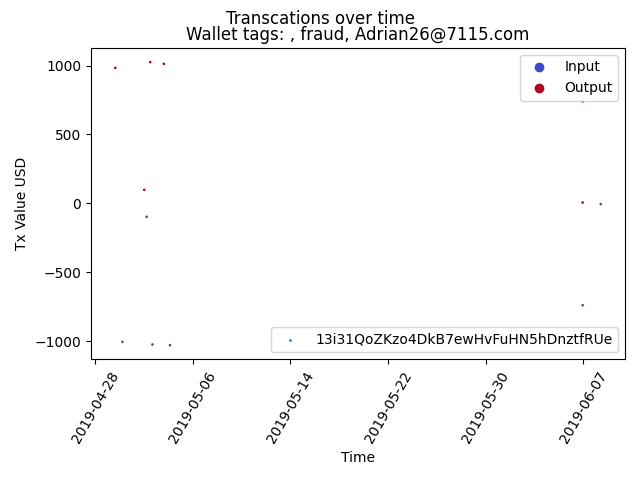 Transcations over time
Wallet tags: , fraud, Adrian26@7115.com
Input
Output
1000
500
0
−500
−1000
Tx Value USD
13i31QoZKzo4DkB7ewHvFuHN5hDnztfRUe
2019-04-28
2019-05-06
2019-05-14
2019-05-22
2019-05-30
2019-06-07
Time